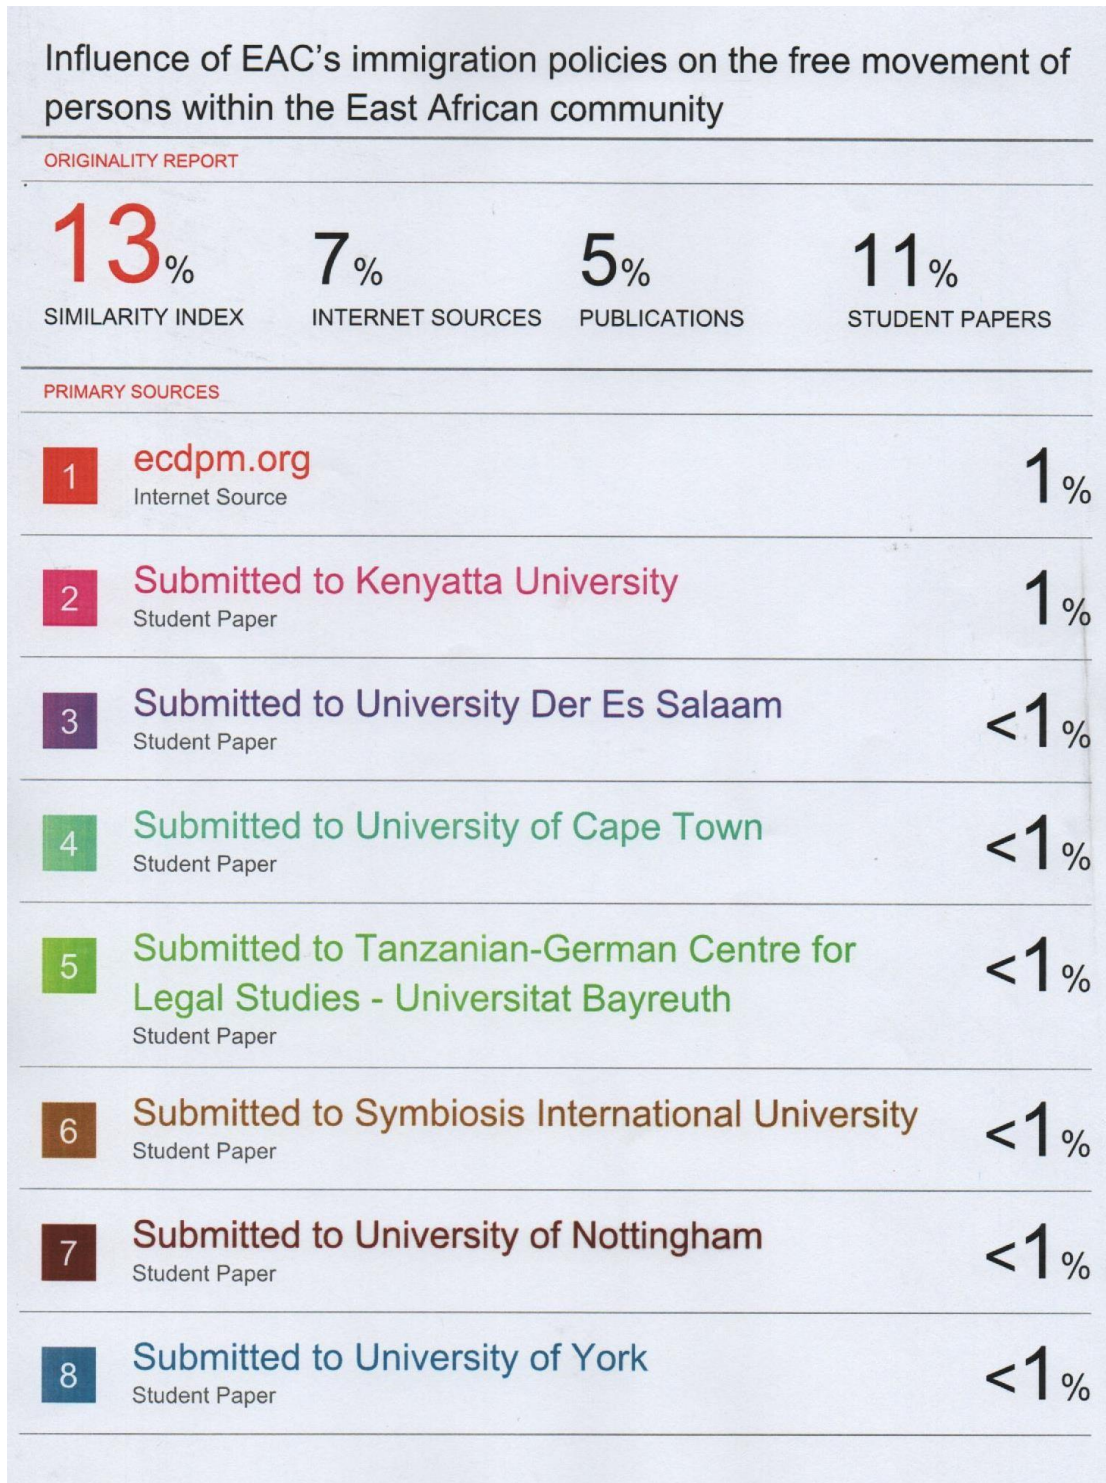 Influence of EAC's immigration policies on the free movement of
persons within the East African community
ORIGINALITY REPORT
13%
7%
5%
11%
SIMILARITY INDEX
INTERNET SOURCES
PUBLICATIONS
STUDENT PAPERS
PRIMARY SOURCES
1
ecdpm.org
Internet Source
1%
2
Submitted to Kenyatta University
Student Paper
1%
3
Submitted to University Der Es Salaam
Student Paper
<1%
4
Submitted to University of Cape Town
Student Paper
<1%
5
Submitted to Tanzanian-German Centre for
Legal Studies - Universitat Bayreuth
Student Paper
<1%
6
Submitted to Symbiosis International University
Student Paper
<1%
7
Submitted to University of Nottingham
Student Paper
<1%
8
Submitted to University of York
Student Paper
<1%